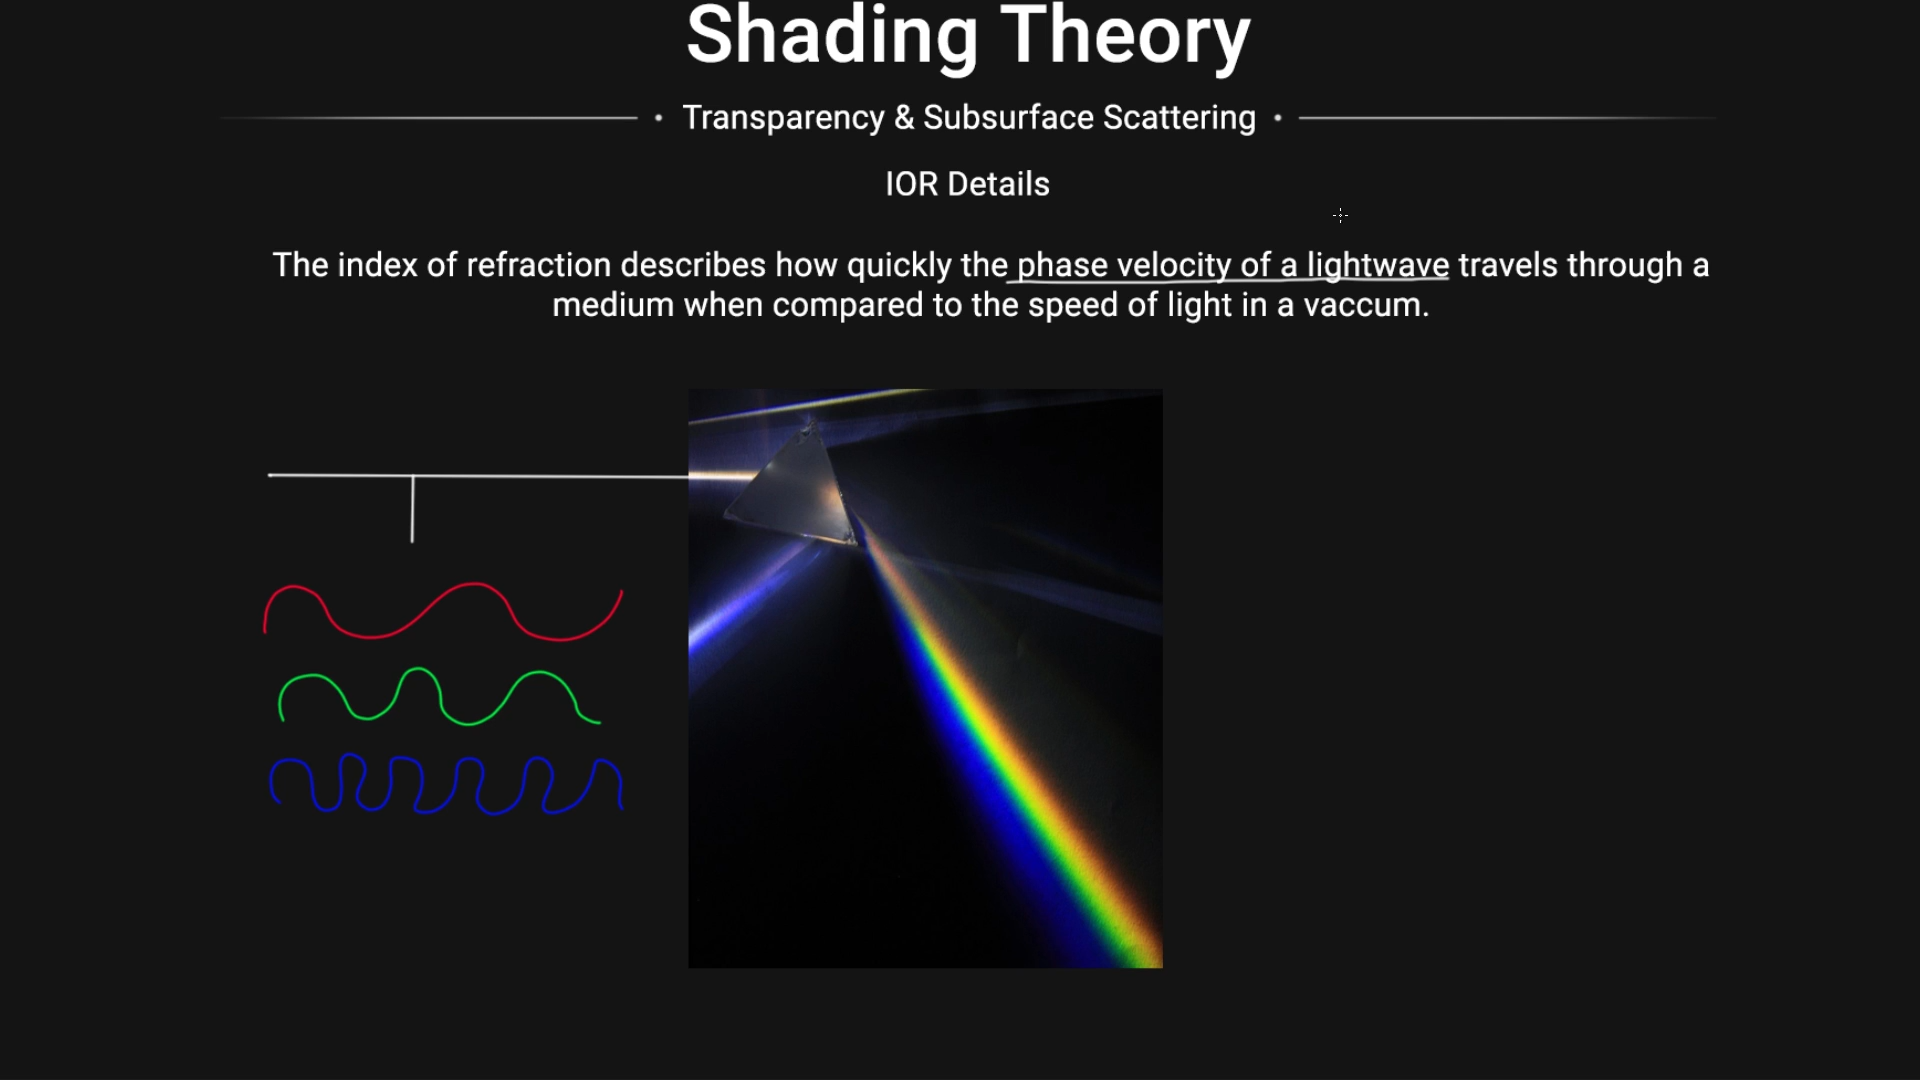 Shading Theory
• Transparency & Subsurface Scattering •
IOR Details
The index of refraction describes how quickly the phase velocity of a lightwave travels through a
medium when compared to the speed of light in a vaccum.